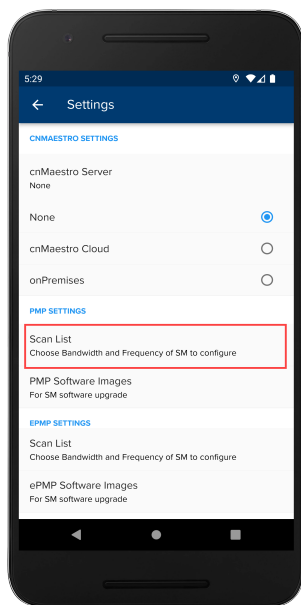 5:29
Settings
CNMAESTRO SETTINGS
cnMaestro Server
None
None
cnMaestro Cloud
onPremises
PMP SETTINGS
Scan List
Choose Bandwidth and Frequency of SM to configure
PMP Software Images
For SM software upgrade
EPMP SETTINGS
Scan List
Choose Bandwidth and Frequency of SM to configure
ePMP Software Images
For SM software upgrade